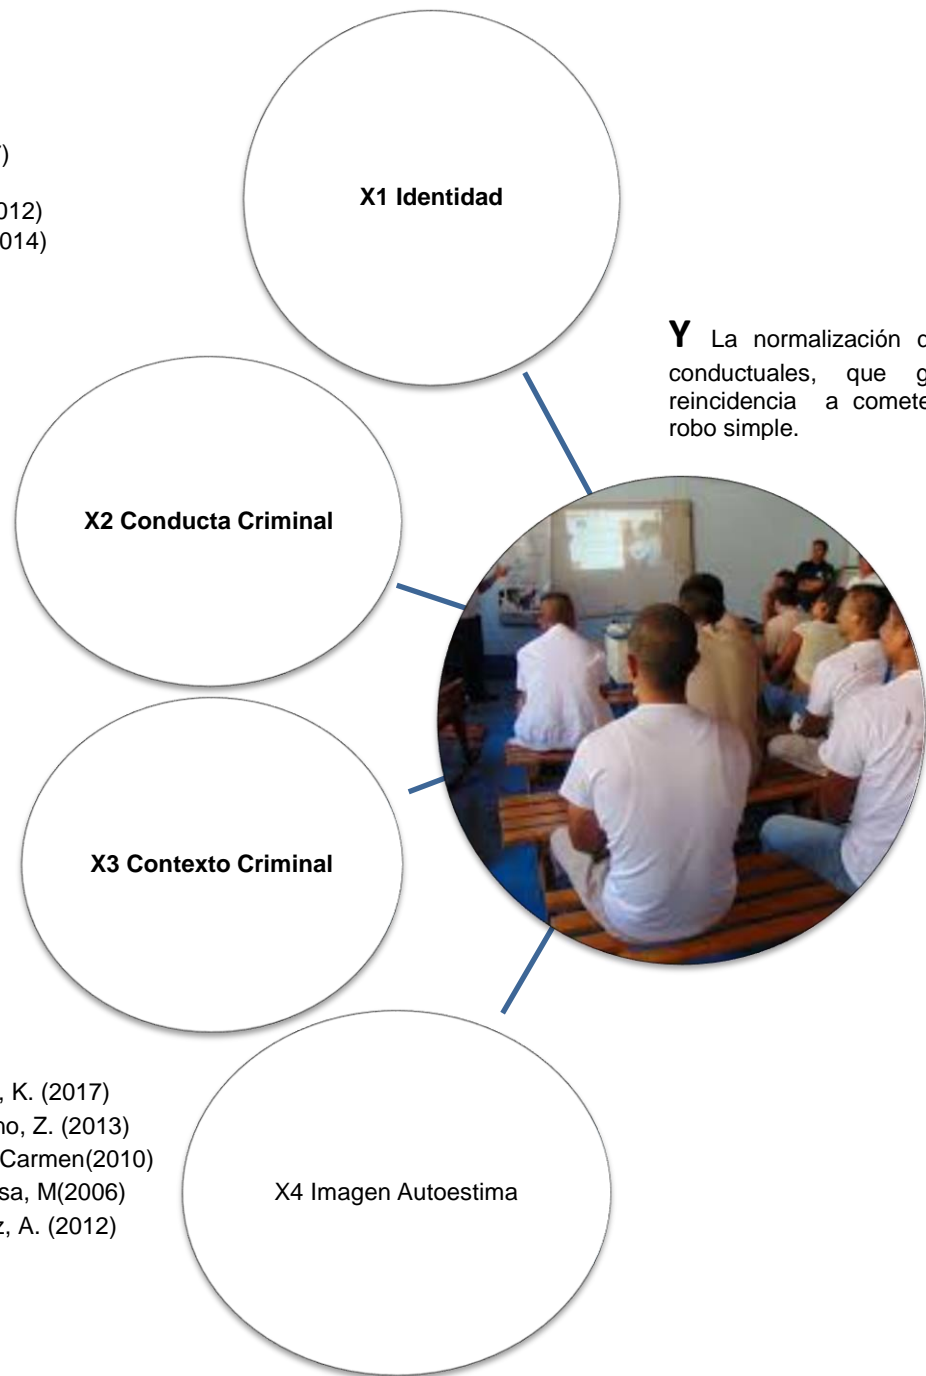 7)
012)
014)
X1 Identidad
Y La normalización
conductuales, que
reincidencia a comete
robo simple.
X2 Conducta Criminal
X3 Contexto Criminal
, K. (2017)
no, Z. (2013)
Carmen(2010)
sa, M(2006)
z, A. (2012)
X4 Imagen Autoestima